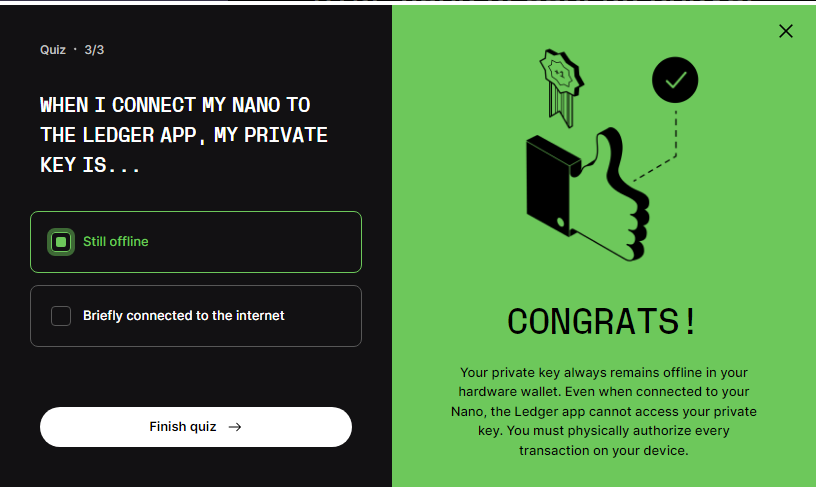 Quiz · 3/3
WHEN I CONNECT MY NANO TO
THE LEDGER APP, MY PRIVATE
KEY IS...
Still offline
Briefly connected to the internet
Finish quiz →
CONGRATS!
Your private key always remains offline in your
hardware wallet. Even when connected to your
Nano, the Ledger app cannot access your private
key. You must physically authorize every
transaction on your device.